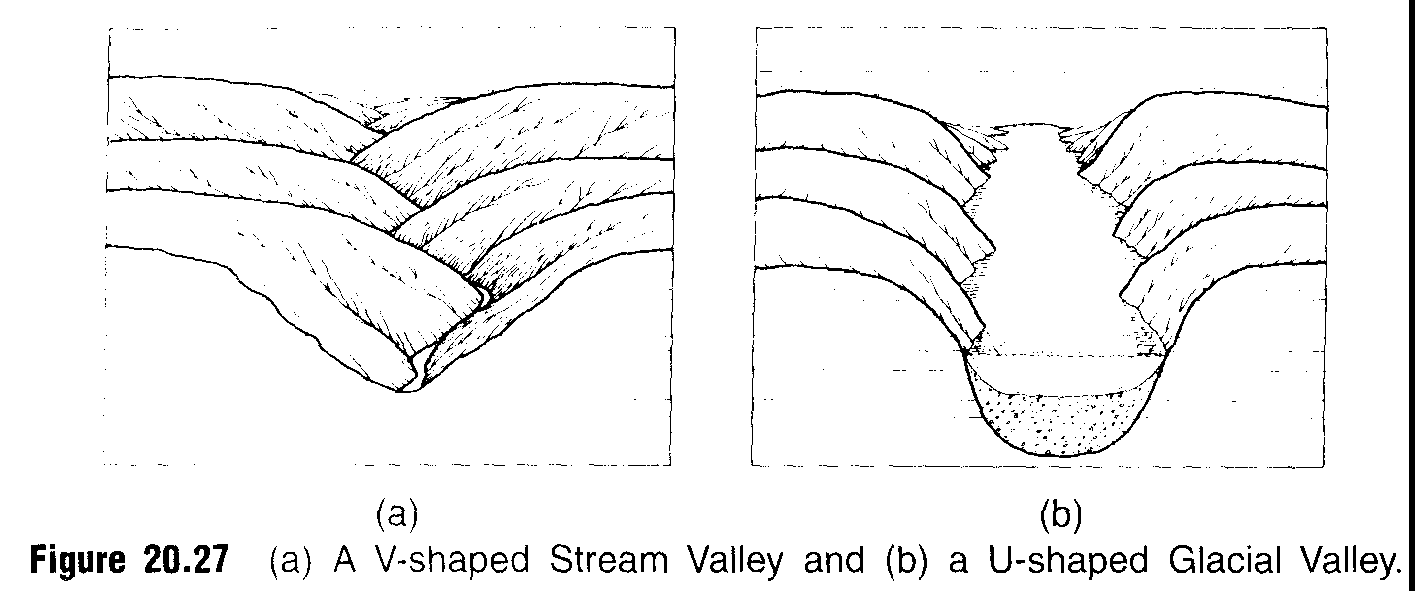 (a)
(b)
Figure 20.27 (a) A V-shaped Stream Valley and (b) a U-shaped Glacial Valley.